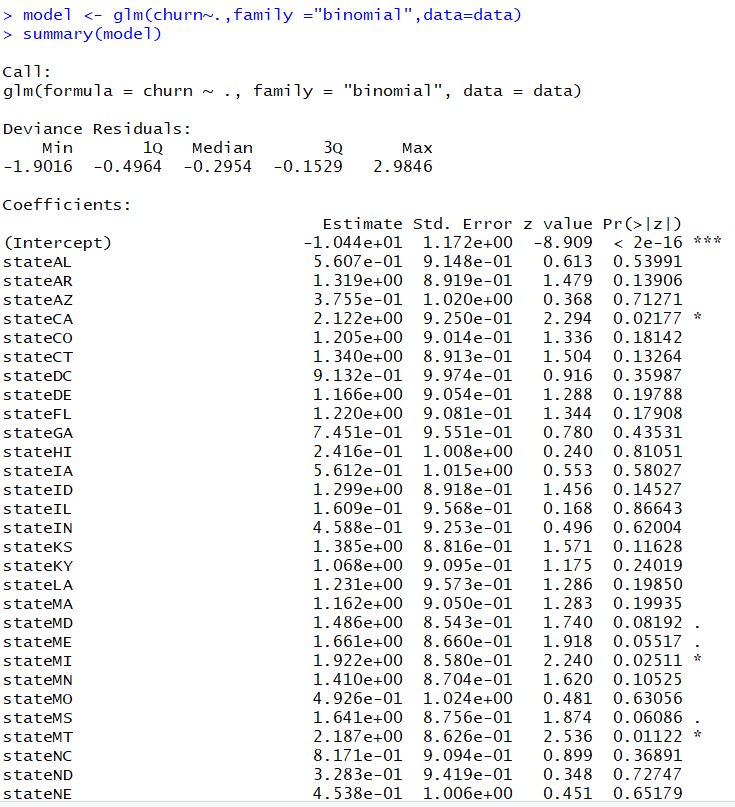 > model <- glm(churn~.,family ="binomial",data=data)
> summary(model)
Call:
glm(formula = churn ~ ., family = "binomial", data = data)
Deviance Residuals:
Min 1Q Median 3Q Max
-1.9016 -0.4964 -0.2954 -0.1529 2.9846
Coefficients:
Estimate Std. Error z value Pr(>|z|)
(Intercept) -1.044e+01 1.172e+00 -8.909 < 2e-16 ***
stateAL 5.607e-01 9.148e-01 0.613 0.53991
stateAR 1.319e+00 8.919e-01 1.479 0.13906
stateAZ 3.755e-01 1.020e+00 0.368 0.71271
stateCA 2.122e+00 9.250e-01 2.294 0.02177 *
stateCO 1.205e+00 9.014e-01 1.336 0.18142
stateCT 1.340e+00 8.913e-01 1.504 0.13264
stateDC 9.132e-01 9.974e-01 0.916 0.35987
stateDE 1.166e+00 9.054e-01 1.288 0.19788
stateFL 1.220e+00 9.081e-01 1.344 0.17908
stateGA 7.451e-01 9.551e-01 0.780 0.43531
stateHI 2.416e-01 1.008e+00 0.240 0.81051
stateIA 5.612e-01 1.015e+00 0.553 0.58027
stateID 1.299e+00 8.918e-01 1.456 0.14527
stateIL 1.609e-01 9.568e-01 0.168 0.86643
stateIN 4.588e-01 9.253e-01 0.496 0.62004
stateKS 1.385e+00 8.816e-01 1.571 0.11628
stateKY 1.068e+00 9.095e-01 1.175 0.24019
stateLA 1.231e+00 9.573e-01 1.286 0.19850
stateMA 1.162e+00 9.050e-01 1.283 0.19935
stateMD 1.486e+00 8.543e-01 1.740 0.08192 .
stateME 1.661e+00 8.660e-01 1.918 0.05517 .
stateMI 1.922e+00 8.580e-01 2.240 0.02511 *
stateMN 1.410e+00 8.704e-01 1.620 0.10525
stateMO 4.926e-01 1.024e+00 0.481 0.63056
stateMS 1.641e+00 8.756e-01 1.874 0.06086 .
stateMT 2.187e+00 8.626e-01 2.536 0.01122 *
stateNC 8.171e-01 9.094e-01 0.899 0.36891
stateND 3.283e-01 9.419e-01 0.348 0.72747
stateNE 4.538e-01 1.006e+00 0.451 0.65179